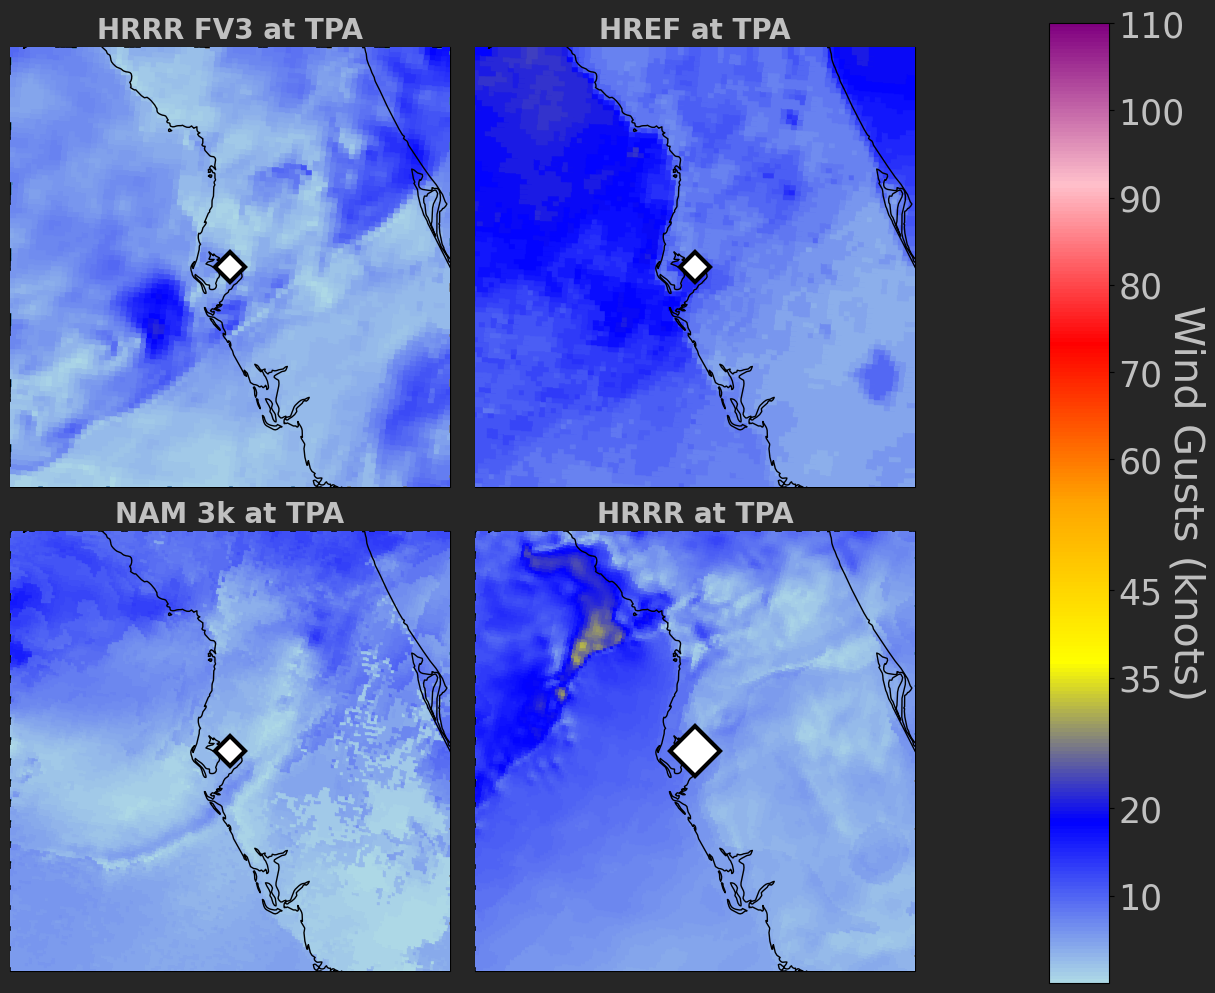 HRRR FV3 at TPA
HREF at TPA
NAM 3k at TPA
HRRR at TPA
110
100
90
80
70
60
45
35
20
10
Wind Gusts (knots)